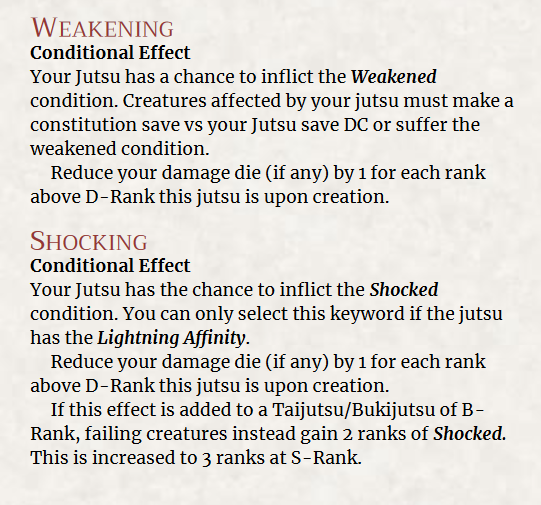 WEAKENING
Conditional Effect
Your Jutsu has a chance to inflict the Weakened
condition. Creatures affected by your jutsu must make a
constitution save vs your Jutsu save DC or suffer the
weakened condition.
Reduce your damage die (if any) by 1 for each rank
above D-Rank this jutsu is upon creation.
SHOCKING
Conditional Effect
Your Jutsu has the chance to inflict the Shocked
condition. You can only select this keyword if the jutsu
has the Lightning Affinity.
Reduce your damage die (if any) by 1 for each rank
above D-Rank this jutsu is upon creation.
If this effect is added to a Taijutsu/Bukijutsu of B-
Rank, failing creatures instead gain 2 ranks of Shocked.
This is increased to 3 ranks at S-Rank.